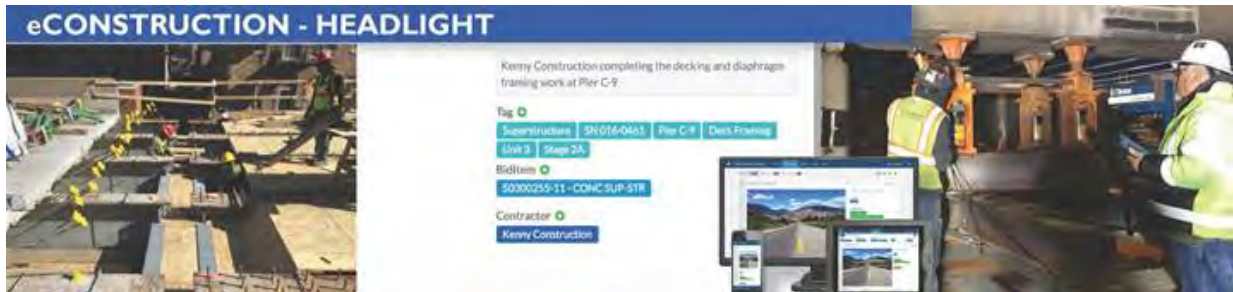 eCONSTRUCTION - HEADLIGHT
Kenny Construction completing the decking and diaphragm
framing work at Pier C-9
Tag
Superstructure SN 016-0461 Pier C-9 Deck Framing
Unit 3 Stage 2A
BidItem
50300255-11 - CONC SUP-STR
Contractor
Kenny Construction